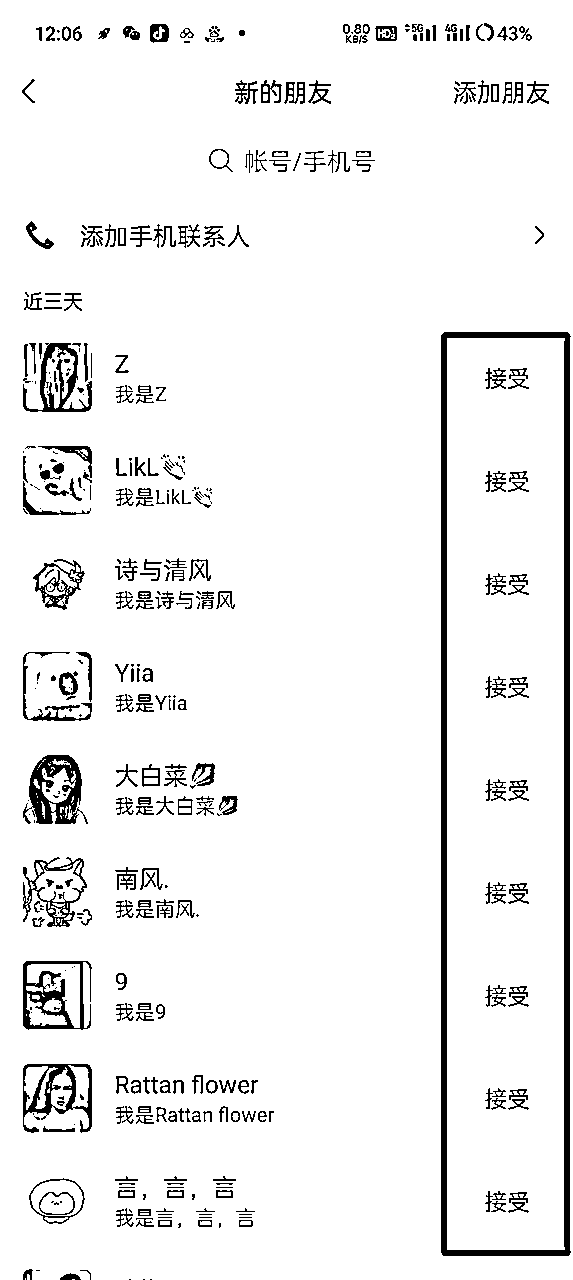 12:06 0.80 KB/S HD2 5G 4G 43%
新的朋友 添加朋友
帐号/手机号
添加手机联系人
近三天
Z
我是Z
接受
LikL👏
我是LikL👏
接受
诗与清风
我是诗与清风
接受
Yiia
我是Yiia
接受
大白菜🥬
我是大白菜🥬
接受
南风.
我是南风.
接受
9
我是9
接受
Rattan flower
我是Rattan flower
接受
言，言，言
我是言，言，言
接受